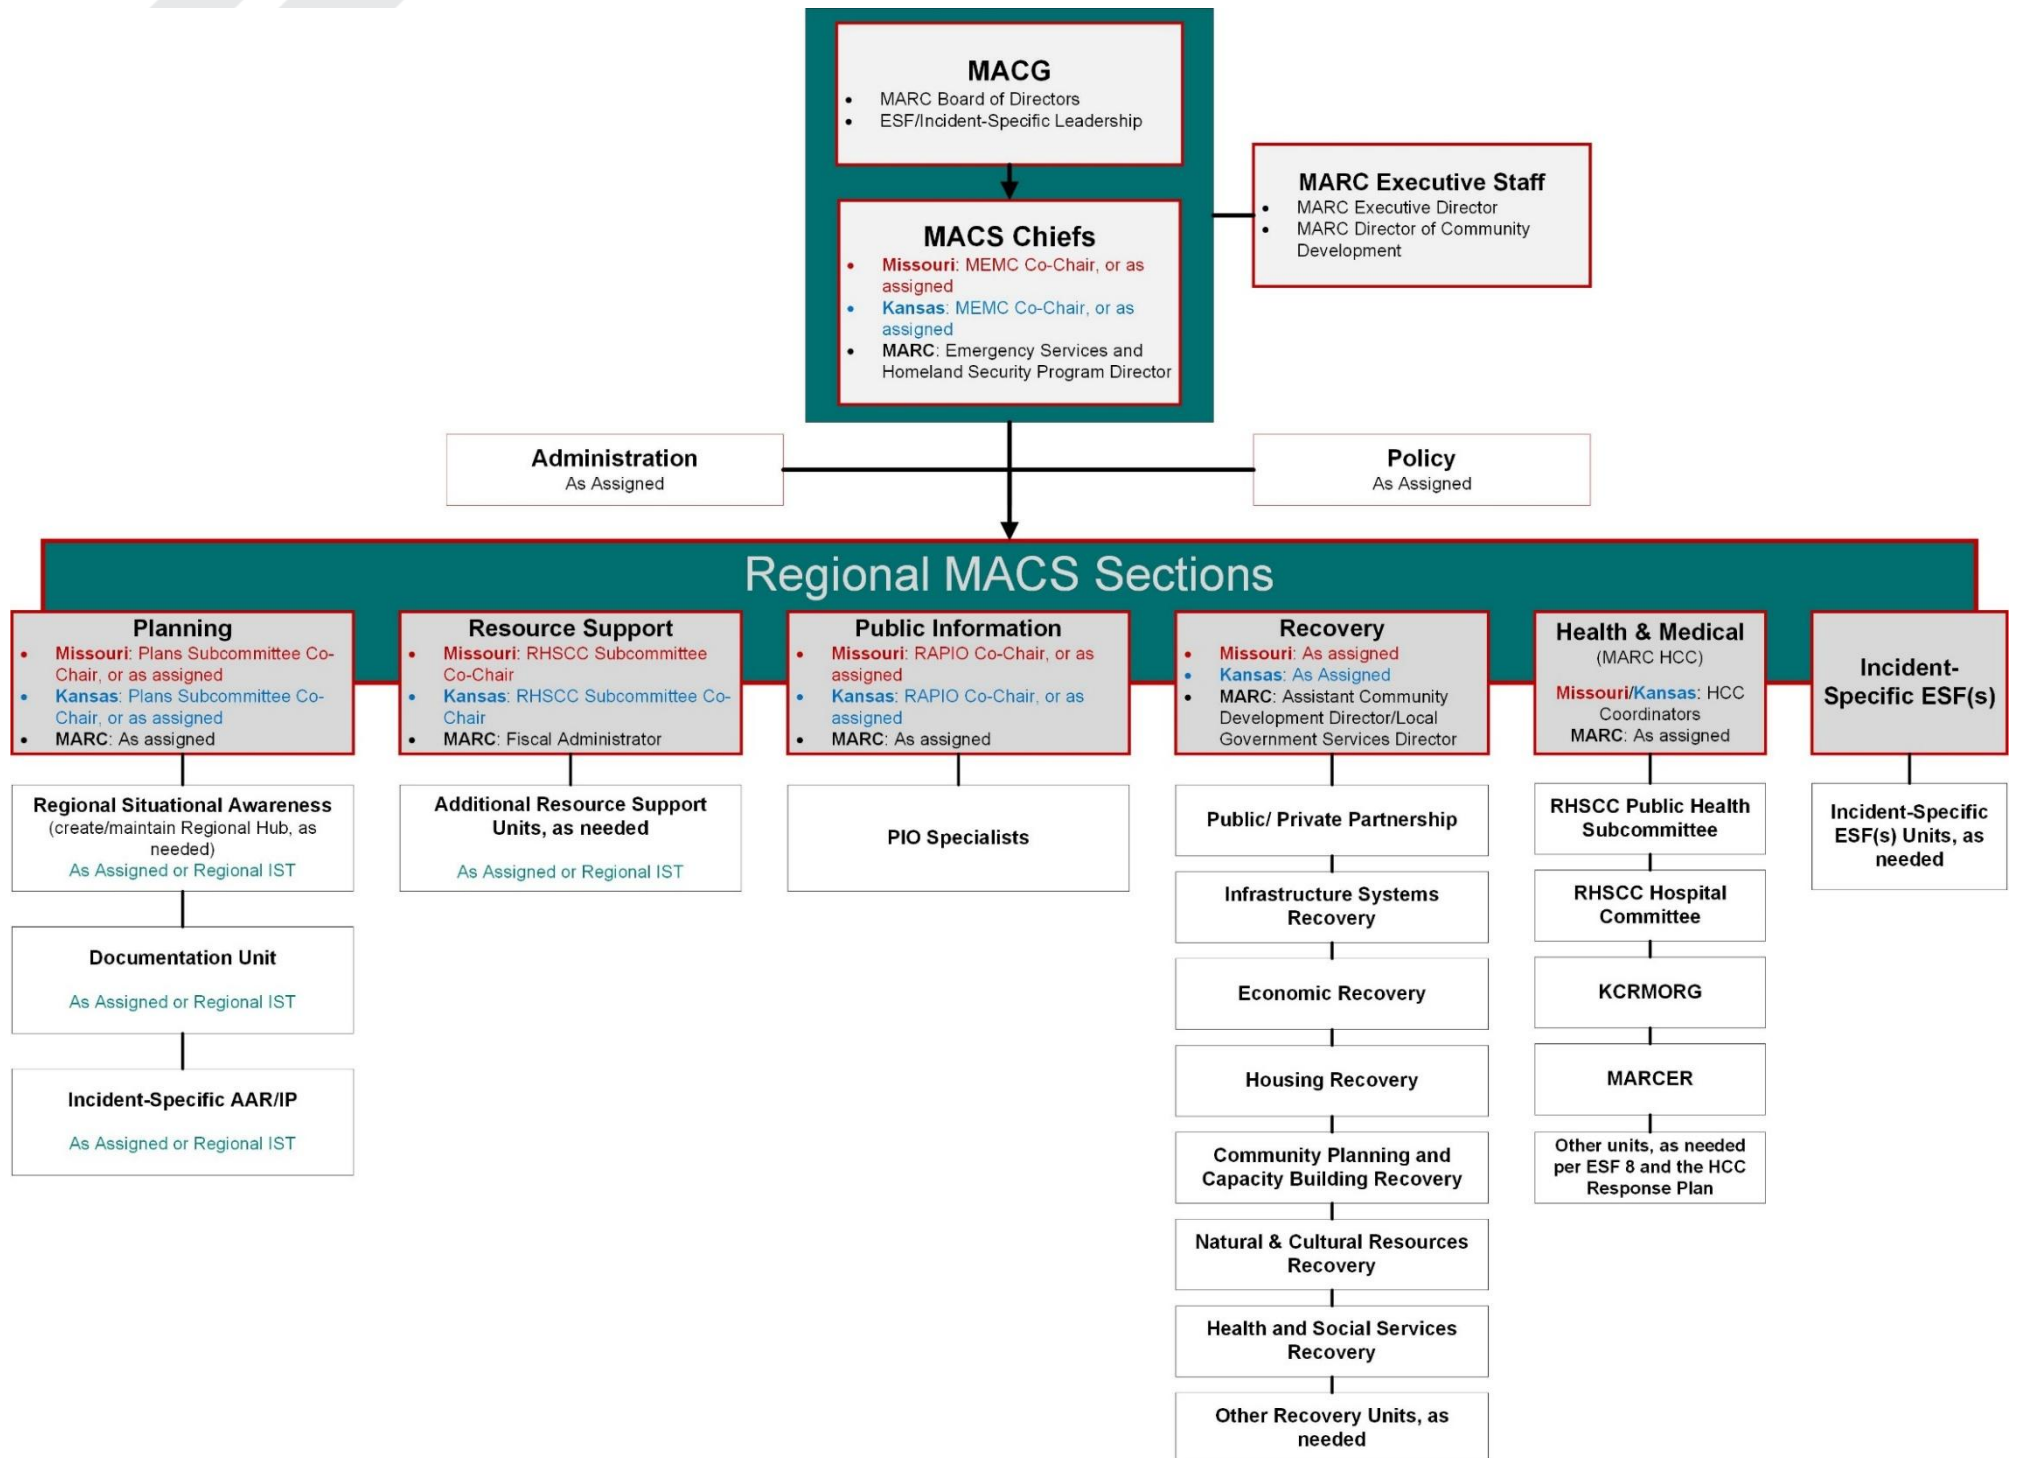 MACG
• MARC Board of Directors
• ESF/Incident-Specific Leadership
MARC Executive Staff
• MARC Executive Director
• MARC Director of Community
Development
MACS Chiefs
• Missouri: MEMC Co-Chair, or as
assigned
• Kansas: MEMC Co-Chair, or as
assigned
• MARC: Emergency Services and
Homeland Security Program Director
Administration
As Assigned
Policy
As Assigned
Regional MACS Sections
Planning
• Missouri: Plans Subcommittee Co-
Chair, or as assigned
• Kansas: Plans Subcommittee Co-
Chair, or as assigned
• MARC: As assigned
Regional Situational Awareness
(create/maintain Regional Hub, as
needed)
As Assigned or Regional IST
Documentation Unit
As Assigned or Regional IST
Incident-Specific AAR/IP
As Assigned or Regional IST
Resource Support
• Missouri: RHSCC Subcommittee
Co-Chair
• Kansas: RHSCC Subcommittee Co-
Chair
• MARC: Fiscal Administrator
Additional Resource Support
Units, as needed
As Assigned or Regional IST
Public Information
• Missouri: RAPIO Co-Chair, or as
assigned
• Kansas: RAPIO Co-Chair, or as
assigned
• MARC: As assigned
PIO Specialists
Recovery
• Missouri: As assigned
• Kansas: As Assigned
• MARC: Assistant Community
Development Director/Local
Government Services Director
Public/ Private Partnership
Infrastructure Systems
Recovery
Economic Recovery
Housing Recovery
Community Planning and
Capacity Building Recovery
Natural & Cultural Resources
Recovery
Health and Social Services
Recovery
Other Recovery Units, as
needed
Health & Medical
(MARC HCC)
Missouri/Kansas: HCC
Coordinators
MARC: As assigned
RHSCC Public Health
Subcommittee
RHSCC Hospital
Committee
KCRMORG
MARCER
Other units, as needed
per ESF 8 and the HCC
Response Plan
Incident-
Specific ESF(s)
Incident-Specific
ESF(s) Units, as
needed